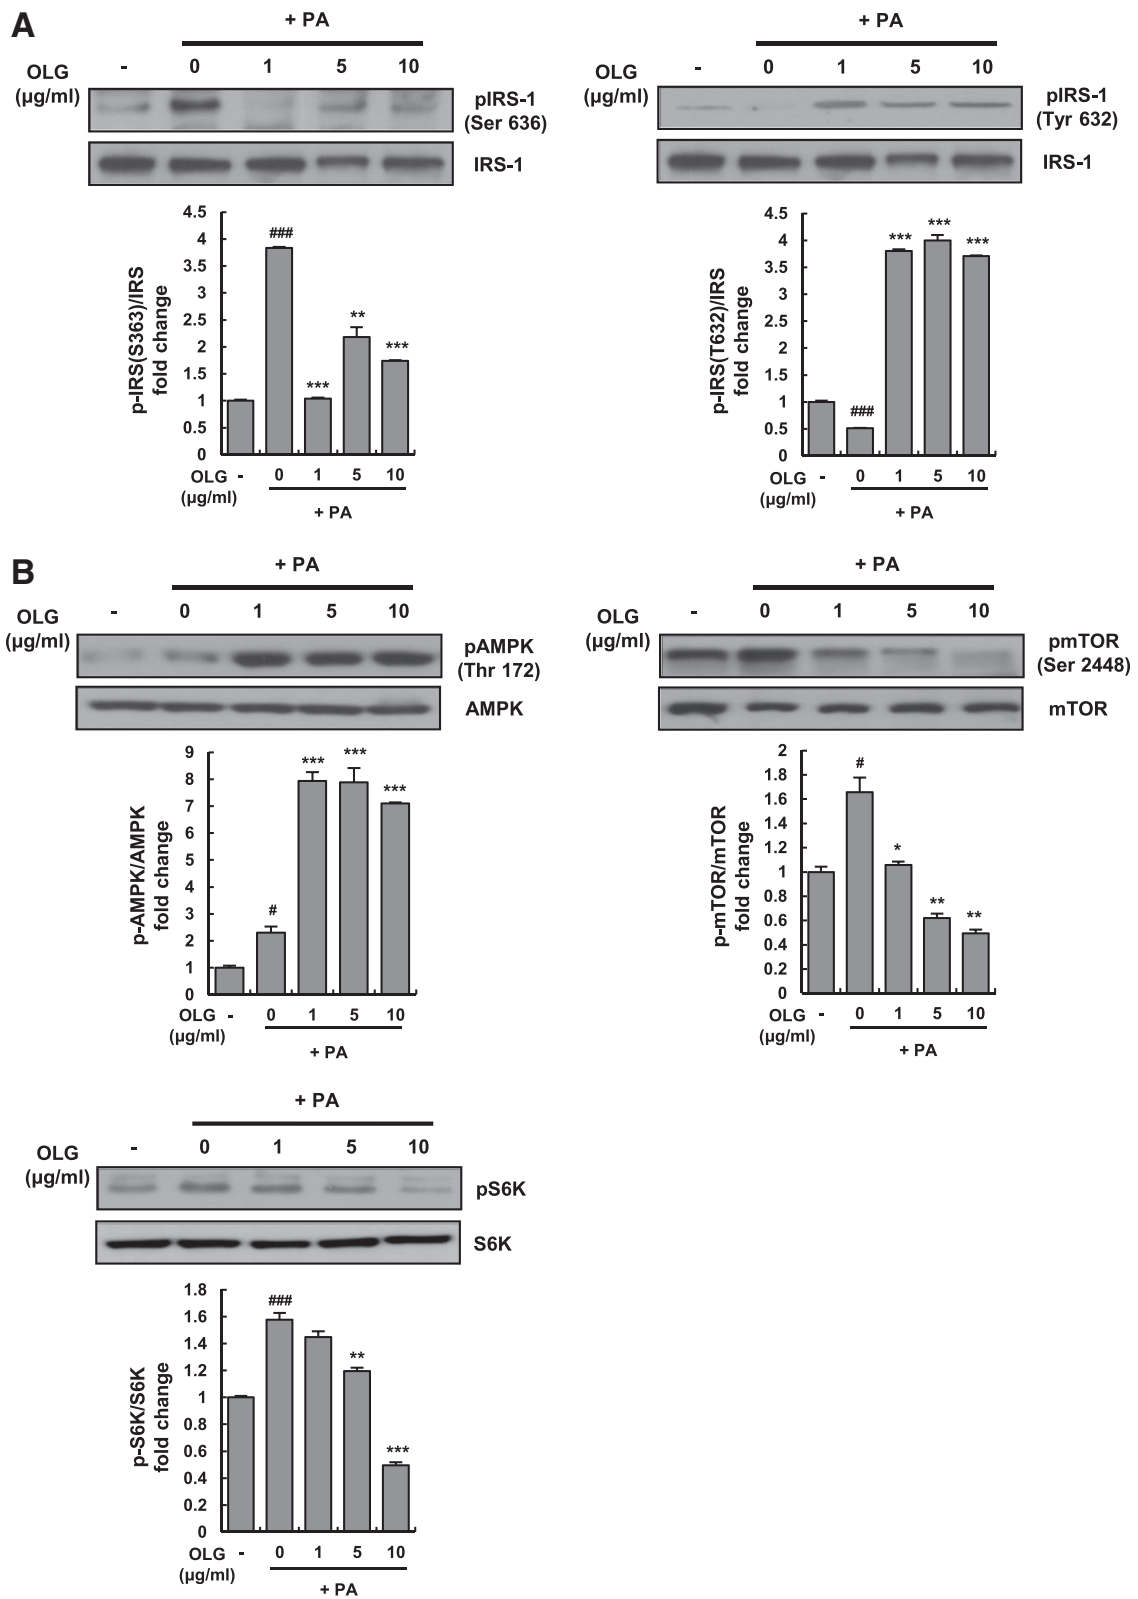 A
+ PA
OLG
(µg/ml)
- 0 1 5 10
pIRS-1
(Ser 636)
IRS-1
p-IRS(S363)/IRS
fold change
4.5
4
3.5
3
2.5
2
1.5
1
0.5
0
###
***
**
***
OLG
(µg/ml)
- 0 1 5 10
+ PA
+ PA
OLG
(µg/ml)
- 0 1 5 10
pIRS-1
(Tyr 632)
IRS-1
p-IRS(T632)/IRS
fold change
4.5
4
3.5
3
2.5
2
1.5
1
0.5
0
###
***
***
***
OLG
(µg/ml)
- 0 1 5 10
+ PA
B
+ PA
OLG
(µg/ml)
- 0 1 5 10
pAMPK
(Thr 172)
AMPK
p-AMPK/AMPK
fold change
9
8
7
6
5
4
3
2
1
0
#
***
***
***
OLG
(µg/ml)
- 0 1 5 10
+ PA
+ PA
OLG
(µg/ml)
- 0 1 5 10
pmTOR
(Ser 2448)
mTOR
p-mTOR/mTOR
fold change
2
1.8
1.6
1.4
1.2
1
0.8
0.6
0.4
0.2
0
#
*
**
**
OLG
(µg/ml)
- 0 1 5 10
+ PA
+ PA
OLG
(µg/ml)
- 0 1 5 10
pS6K
S6K
p-S6K/S6K
fold change
1.8
1.6
1.4
1.2
1
0.8
0.6
0.4
0.2
0
###
**
***
OLG
(µg/ml)
- 0 1 5 10
+ PA